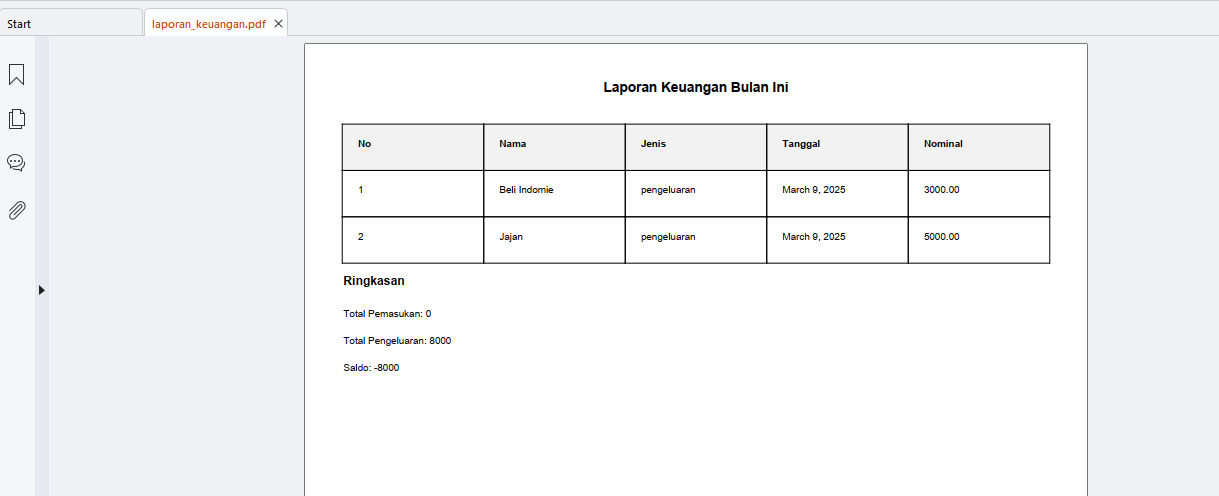 Start
laporan_keuangan.pdf
Laporan Keuangan Bulan Ini
No Nama Jenis Tanggal Nominal
1 Beli Indomie pengeluaran March 9, 2025 3000.00
2 Jajan pengeluaran March 9, 2025 5000.00
Ringkasan
Total Pemasukan: 0
Total Pengeluaran: 8000
Saldo: -8000